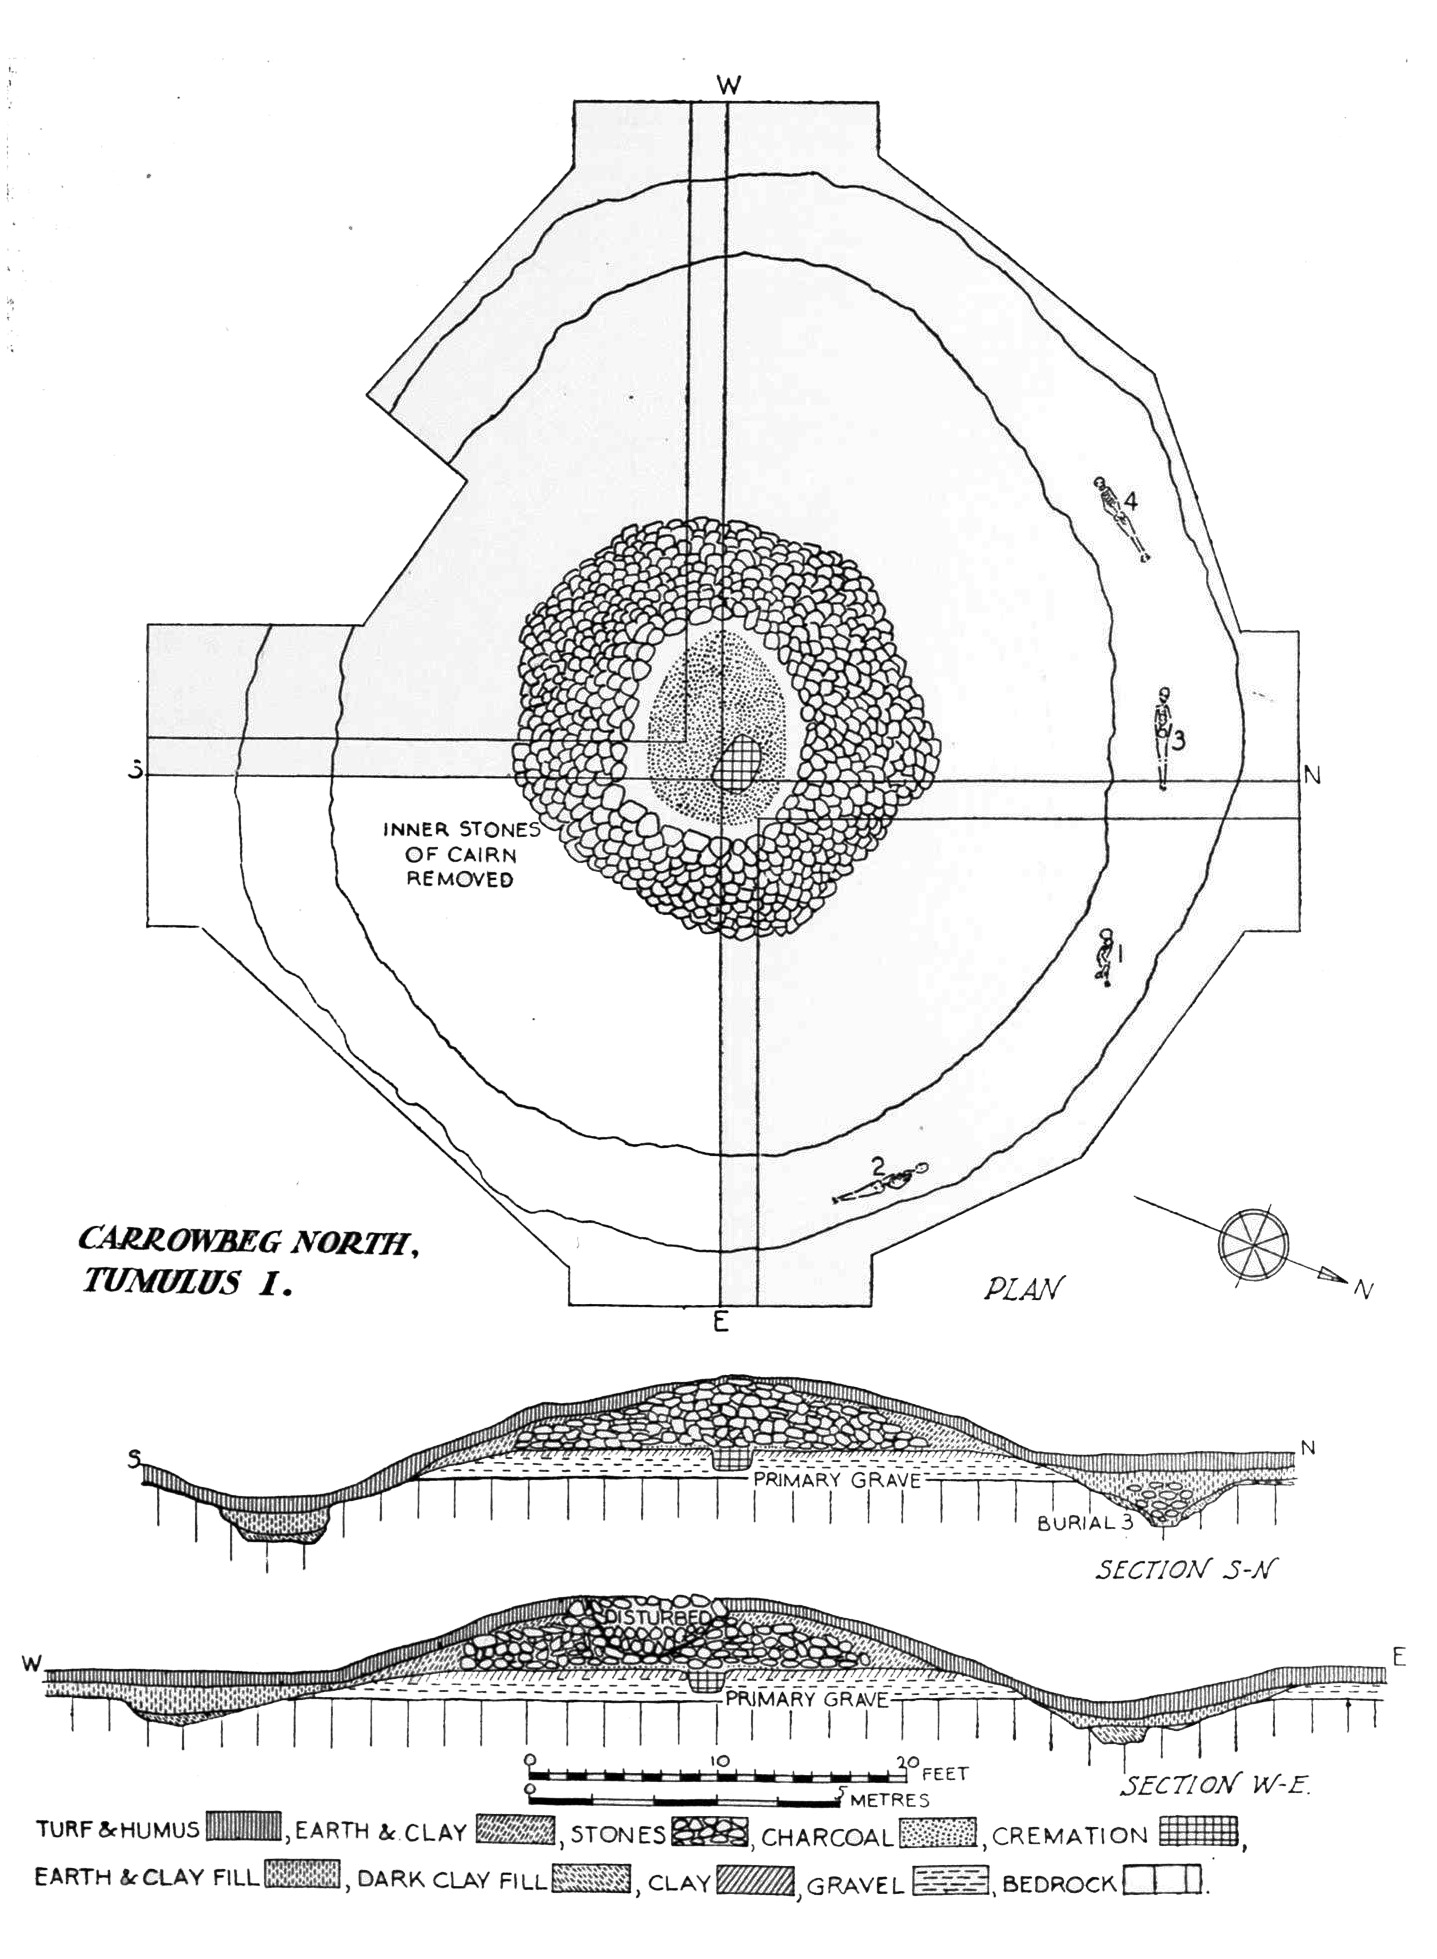 W
4
3
S
N
INNER STONES
OF CAIRN
REMOVED
1
2
CARROWBEG NORTH,
TUMULUS I.
PLAN
N
E
S
N
PRIMARY GRAVE
BURIAL 3
SECTION S-N
DISTURBED
W
E
PRIMARY GRAVE
0 10 20 FEET
0 5 METRES
SECTION W-E.
TURF & HUMUS , EARTH & CLAY , STONES , CHARCOAL , CREMATION ,
EARTH & CLAY FILL , DARK CLAY FILL , CLAY , GRAVEL , BEDROCK .